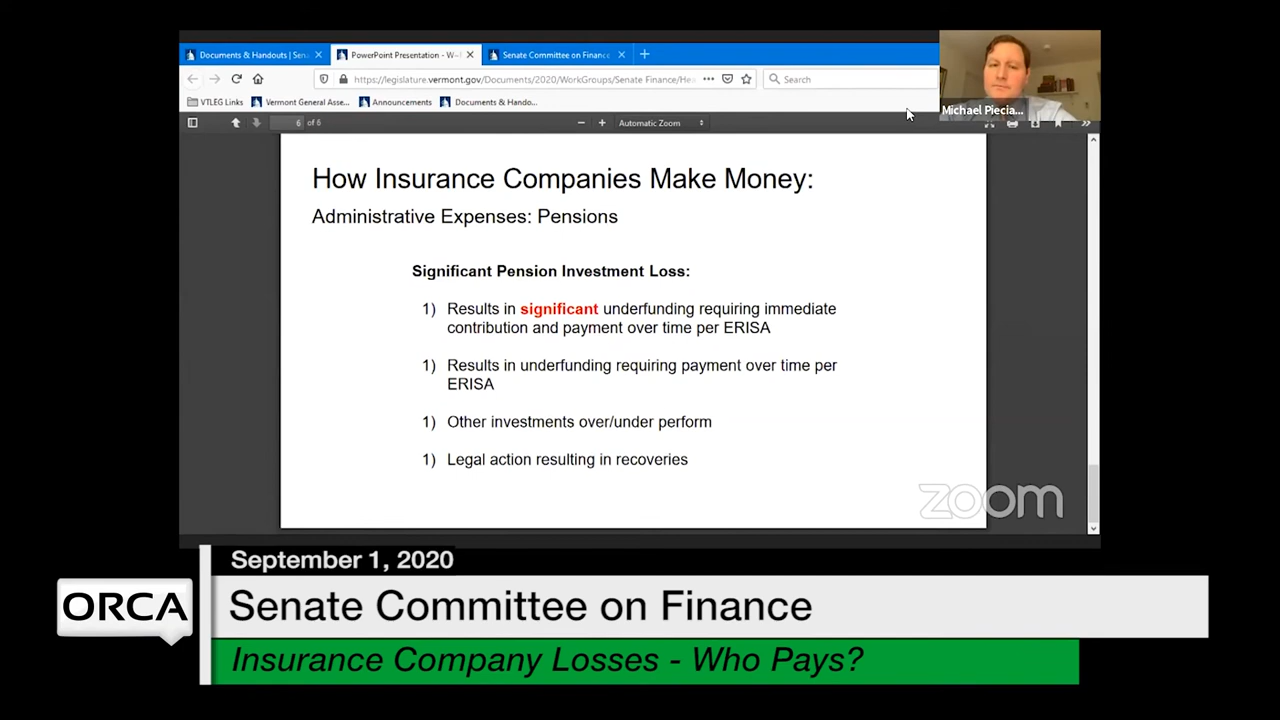 Documents & Handouts | Sen
PowerPoint Presentation - W-
Senate Committee on Finance
https://legislature.vermont.gov/Documents/2020/WorkGroups/Senate Finance/He
Search
VTLEG Links
Vermont General Asse...
Announcements
Documents & Hando...
Michael Piecia...
6 of 6
Automatic Zoom
How Insurance Companies Make Money:
Administrative Expenses: Pensions
Significant Pension Investment Loss:
1) Results in significant underfunding requiring immediate
contribution and payment over time per ERISA
1) Results in underfunding requiring payment over time per
ERISA
1) Other investments over/under perform
1) Legal action resulting in recoveries
zoom
September 1, 2020
ORCA
Senate Committee on Finance
Insurance Company Losses - Who Pays?